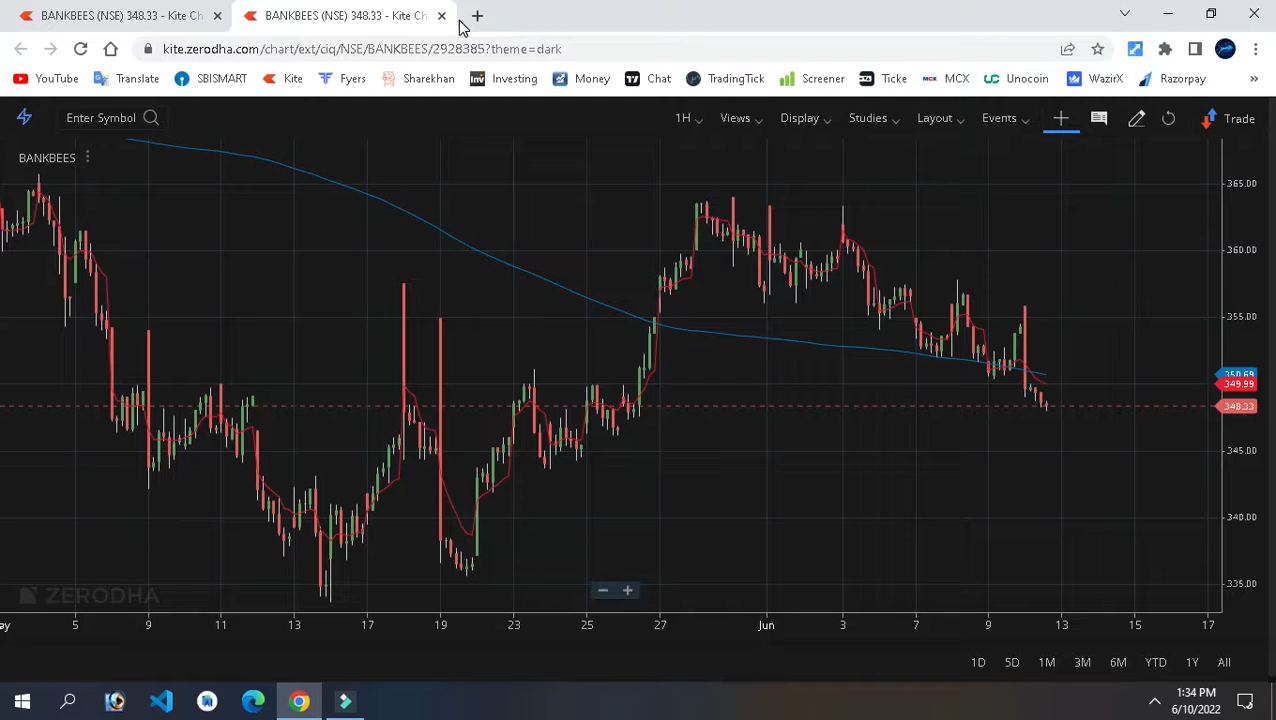 BANKBEES (NSE) 348.33 - Kite Ch
BANKBEES (NSE) 348.33 - Kite Ch
kite.zerodha.com/chart/ext/ciq/NSE/BANKBEES/2928385?theme=dark
YouTube Translate SBISMART Kite Fyers Sharekhan Inv Investing Money Chat TradingTick Screener Ticke MCX MCX Unocoin WazirX Razorpay »
Enter Symbol 1H Views Display Studies Layout Events Trade
BANKBEES
365.00
360.00
355.00
350.69
349.99
348.33
345.00
340.00
335.00
ZERODHA
ay 5 9 11 13 17 19 23 25 27 Jun 3 7 9 13 15 17
1D 5D 1M 3M 6M YTD 1Y All
1:34 PM
6/10/2022